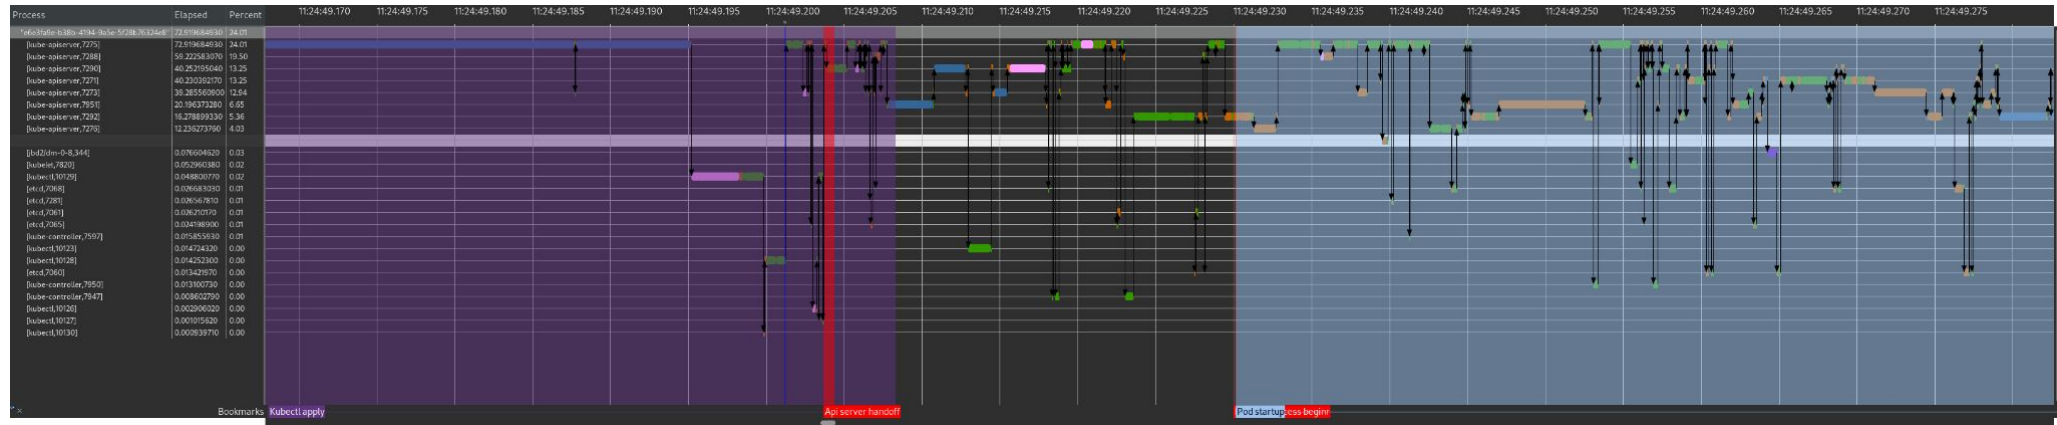 Process Elapsed Percent 11:24:49.170 11:24:49.175 11:24:49.180 11:24:49.185 11:24:49.190 11:24:49.195 11:24:49.200 11:24:49.205 11:24:49.210 11:24:49.215 11:24:49.220 11:24:49.225 11:24:49.230 11:24:49.235 11:24:49.240 11:24:49.245 11:24:49.250 11:24:49.255 11:24:49.260 11:24:49.265 11:24:49.270 11:24:49.275
"e6e3fa9e-b38b-4194-9a5e-5f28b76324e8" 72.919684930 24.01
[kube-apiserver,7275] 72.919684930 24.01
[kube-apiserver,7288] 59.222583070 19.50
[kube-apiserver,7290] 40.252195040 13.25
[kube-apiserver,7271] 40.230392170 13.25
[kube-apiserver,7273] 39.285560900 12.94
[kube-apiserver,7951] 20.196373280 6.65
[kube-apiserver,7292] 16.278899330 5.36
[kube-apiserver,7276] 12.236273760 4.03
[jbd2/dm-0-8,344] 0.076604620 0.03
[kubelet,7820] 0.052960380 0.02
[kubectl,10129] 0.048800770 0.02
[etcd,7068] 0.026683030 0.01
[etcd,7281] 0.026567810 0.01
[etcd,7061] 0.026210170 0.01
[etcd,7065] 0.024198900 0.01
[kube-controller,7597] 0.015855930 0.01
[kubectl,10123] 0.014724320 0.00
[kubectl,10128] 0.014252300 0.00
[etcd,7060] 0.013421970 0.00
[kube-controller,7950] 0.013100730 0.00
[kube-controller,7947] 0.008602790 0.00
[kubectl,10126] 0.002906020 0.00
[kubectl,10127] 0.001015620 0.00
[kubectl,10130] 0.000939710 0.00
Bookmarks Kubectl apply Api server handoff Pod startup